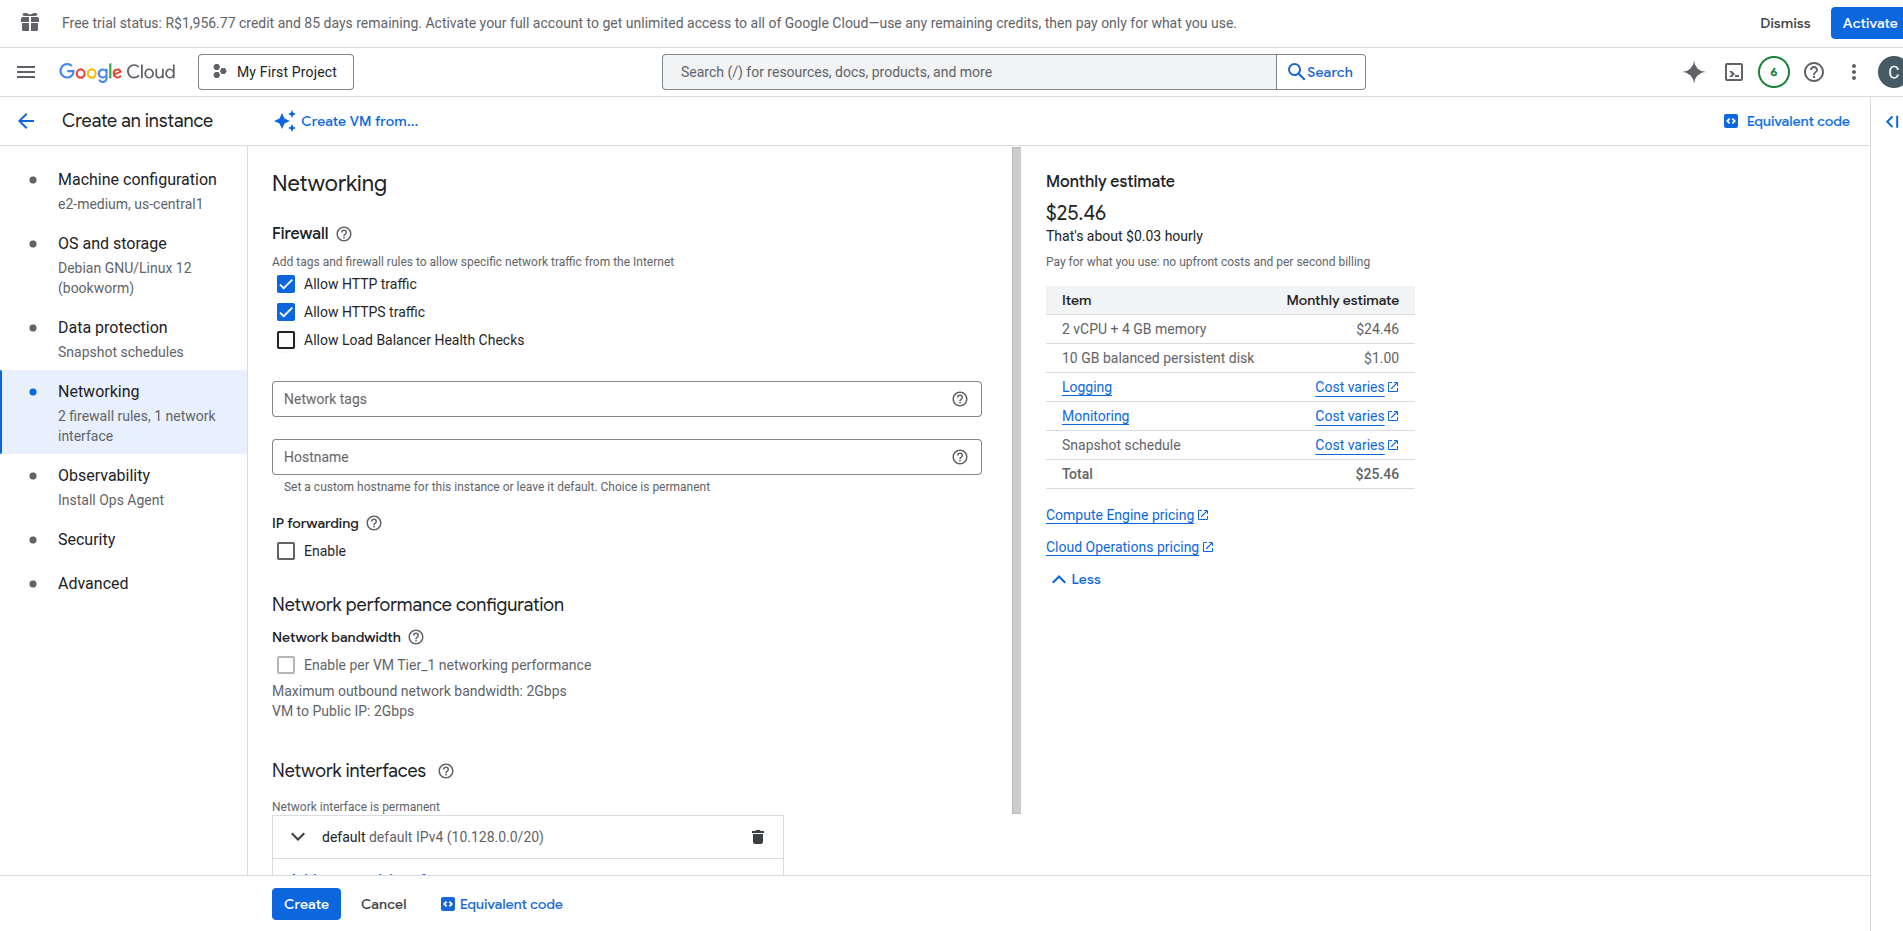 Free trial status: R$1,956.77 credit and 85 days remaining. Activate your full account to get unlimited access to all of Google Cloud—use any remaining credits, then pay only for what you use.
Dismiss
Activate
Google Cloud
My First Project
Search (/) for resources, docs, products, and more
Search
6
C
Create an instance
Create VM from...
Equivalent code
Machine configuration
e2-medium, us-central1
OS and storage
Debian GNU/Linux 12
(bookworm)
Data protection
Snapshot schedules
Networking
2 firewall rules, 1 network
interface
Observability
Install Ops Agent
Security
Advanced
Networking
Firewall
Add tags and firewall rules to allow specific network traffic from the Internet
Allow HTTP traffic
Allow HTTPS traffic
Allow Load Balancer Health Checks
Network tags
Hostname
Set a custom hostname for this instance or leave it default. Choice is permanent
IP forwarding
Enable
Network performance configuration
Network bandwidth
Enable per VM Tier_1 networking performance
Maximum outbound network bandwidth: 2Gbps
VM to Public IP: 2Gbps
Network interfaces
Network interface is permanent
default default IPv4 (10.128.0.0/20)
Create
Cancel
Equivalent code
Monthly estimate
$25.46
That's about $0.03 hourly
Pay for what you use: no upfront costs and per second billing
Item Monthly estimate
2 vCPU + 4 GB memory $24.46
10 GB balanced persistent disk $1.00
Logging Cost varies
Monitoring Cost varies
Snapshot schedule Cost varies
Total $25.46
Compute Engine pricing
Cloud Operations pricing
Less